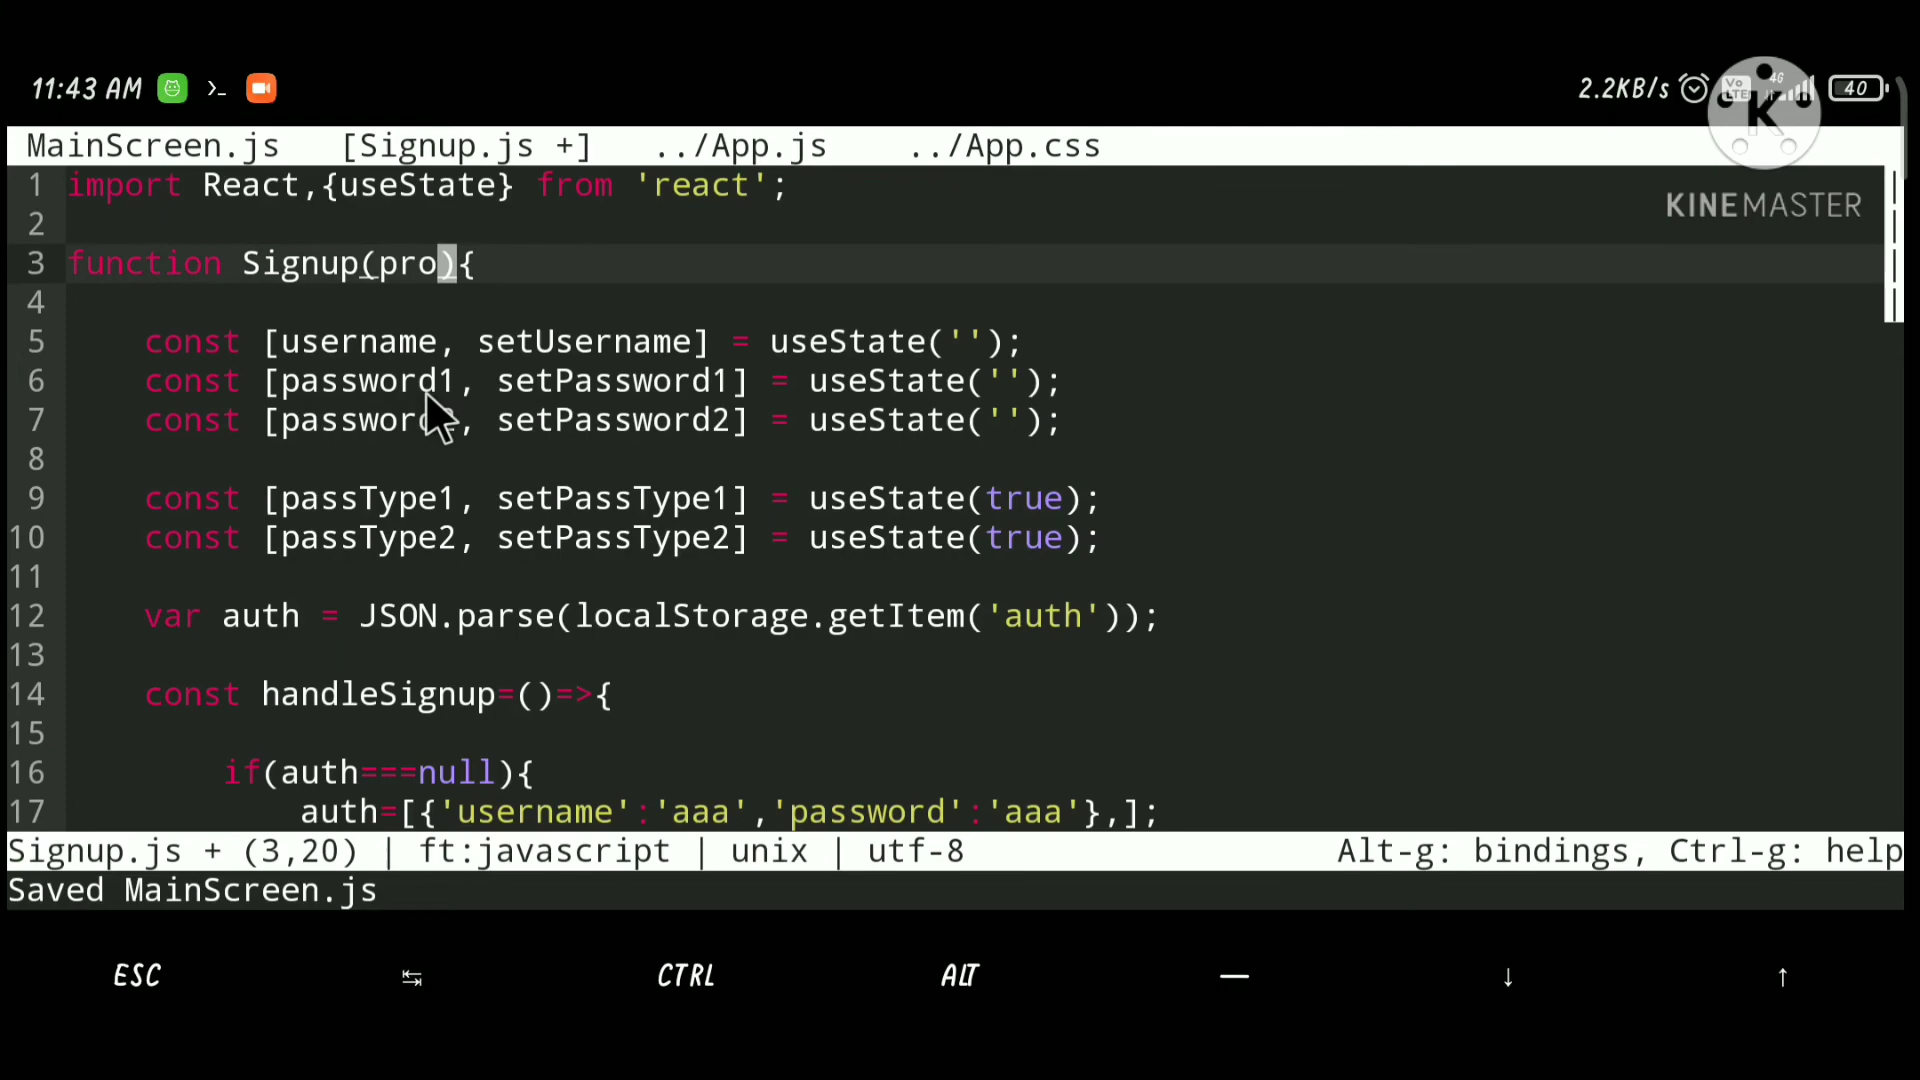 11:43 AM >_ 2.2KB/s Vo LTE 4G 40
K
KINEMASTER
MainScreen.js [Signup.js +] ../App.js ../App.css
1 import React,{useState} from 'react';
2
3 function Signup(pro){
4
5 const [username, setUsername] = useState('');
6 const [password1, setPassword1] = useState('');
7 const [password2, setPassword2] = useState('');
8
9 const [passType1, setPassType1] = useState(true);
10 const [passType2, setPassType2] = useState(true);
11
12 var auth = JSON.parse(localStorage.getItem('auth'));
13
14 const handleSignup=()=>{
15
16 if(auth===null){
17 auth=[{'username':'aaa','password':'aaa'},];
Signup.js + (3,20) | ft:javascript | unix | utf-8 Alt-g: bindings, Ctrl-g: help
Saved MainScreen.js
ESC ↹ CTRL ALT — ↓ ↑